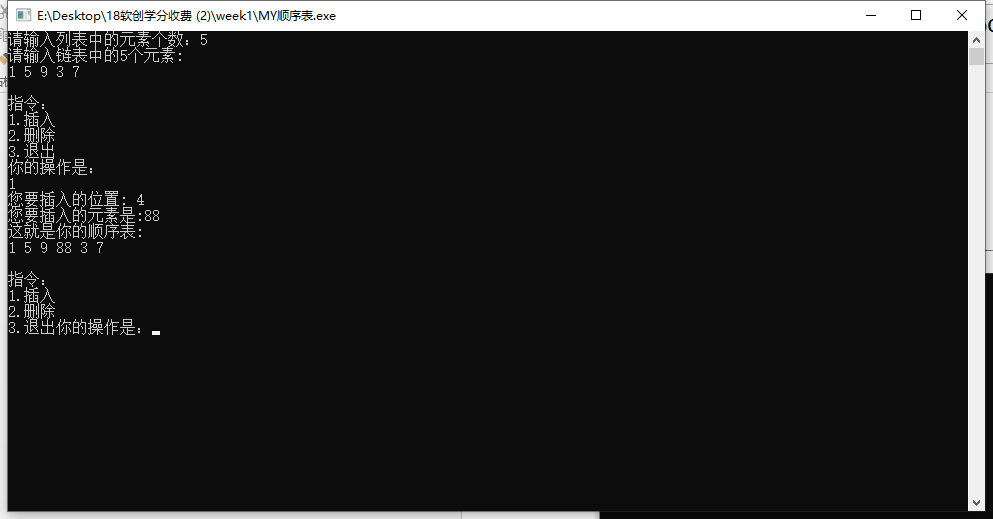 E:\Desktop\18软创学分收费 (2)\week1\MY顺序表.exe
请输入列表中的元素个数：5
请输入链表中的5个元素:
1 5 9 3 7
指令：
1.插入
2.删除
3.退出
你的操作是：
1
您要插入的位置: 4
您要插入的元素是:88
这就是你的顺序表:
1 5 9 88 3 7
指令：
1.插入
2.删除
3.退出你的操作是：